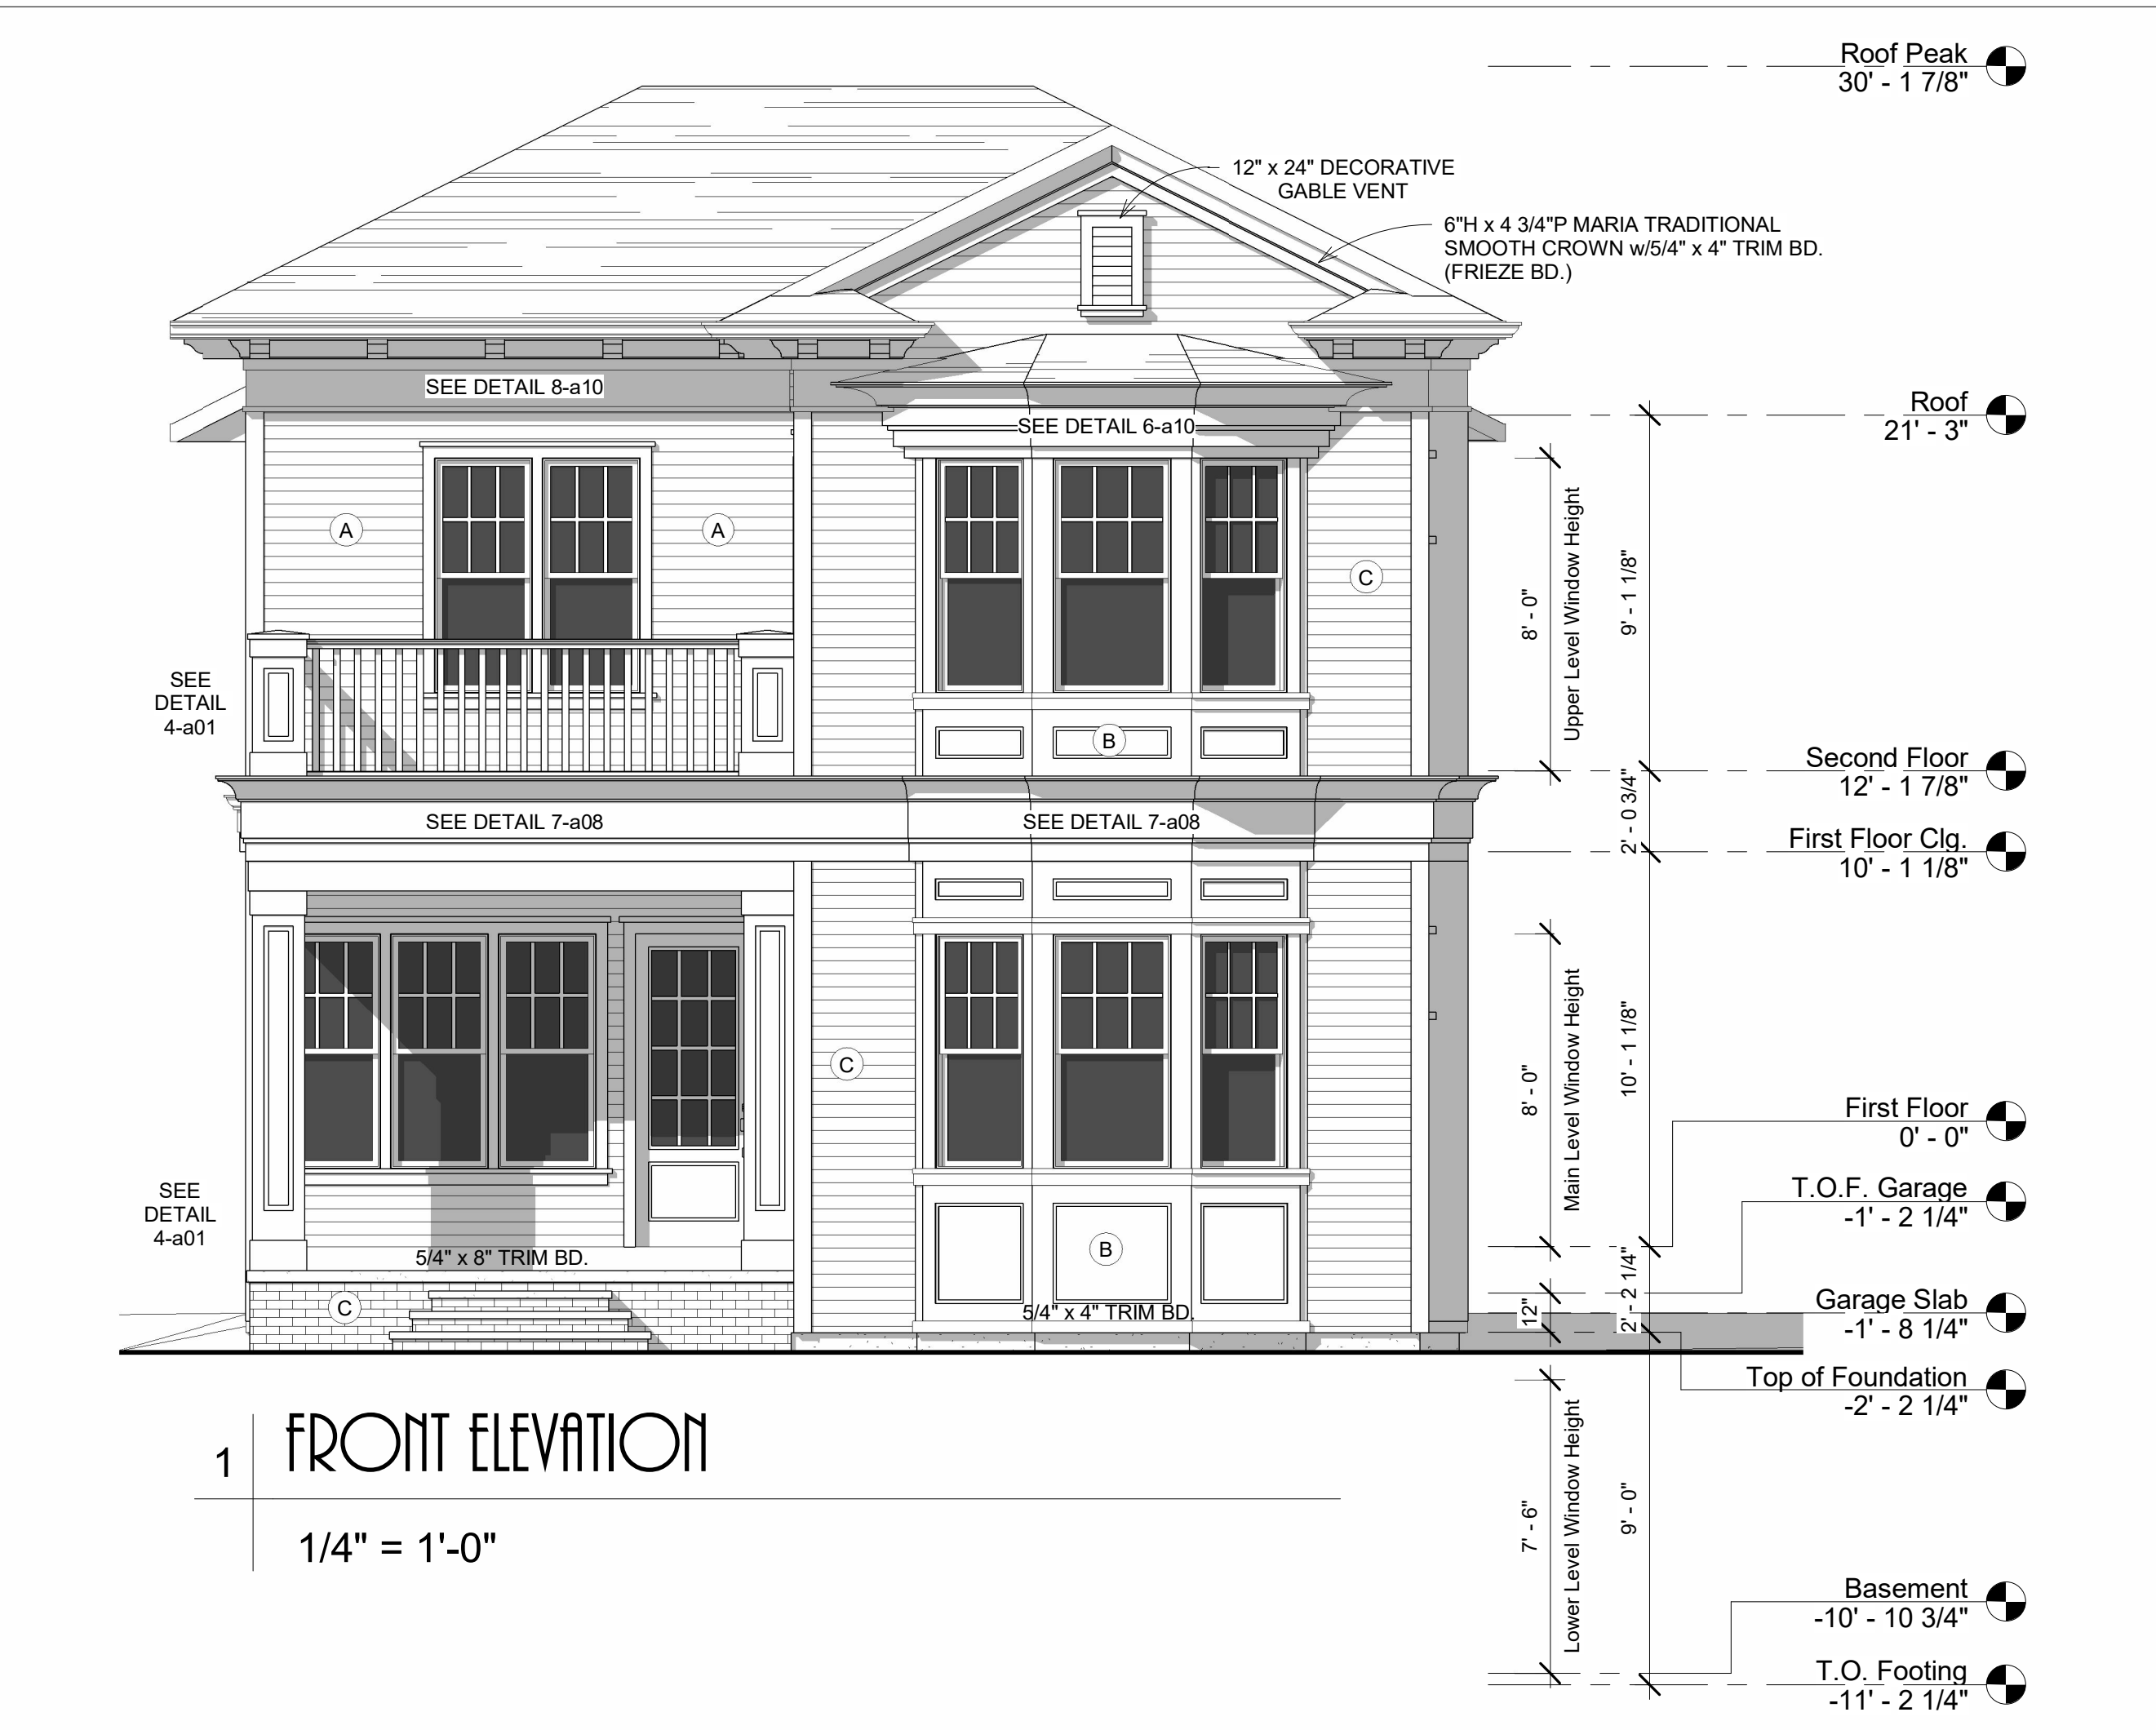 Roof Peak
30' - 1 7/8"
12" x 24" DECORATIVE
GABLE VENT
6"H x 4 3/4"P MARIA TRADITIONAL
SMOOTH CROWN w/5/4" x 4" TRIM BD.
(FRIEZE BD.)
SEE DETAIL 8-a10
SEE DETAIL 6-a10
Roof
21' - 3"
A
A
C
8' - 0"
Upper Level Window Height
9' - 1 1/8"
SEE
DETAIL
4-a01
B
Second Floor
12' - 1 7/8"
SEE DETAIL 7-a08
SEE DETAIL 7-a08
2' - 0 3/4"
First Floor Clg.
10' - 1 1/8"
C
8' - 0"
Main Level Window Height
10' - 1 1/8"
First Floor
0' - 0"
SEE
DETAIL
4-a01
T.O.F. Garage
-1' - 2 1/4"
5/4" x 8" TRIM BD.
B
C
5/4" x 4" TRIM BD.
12"
2' - 2 1/4"
Garage Slab
-1' - 8 1/4"
Top of Foundation
-2' - 2 1/4"
1
FRONT ELEVATION
1/4" = 1'-0"
7' - 6"
Lower Level Window Height
9' - 0"
Basement
-10' - 10 3/4"
T.O. Footing
-11' - 2 1/4"